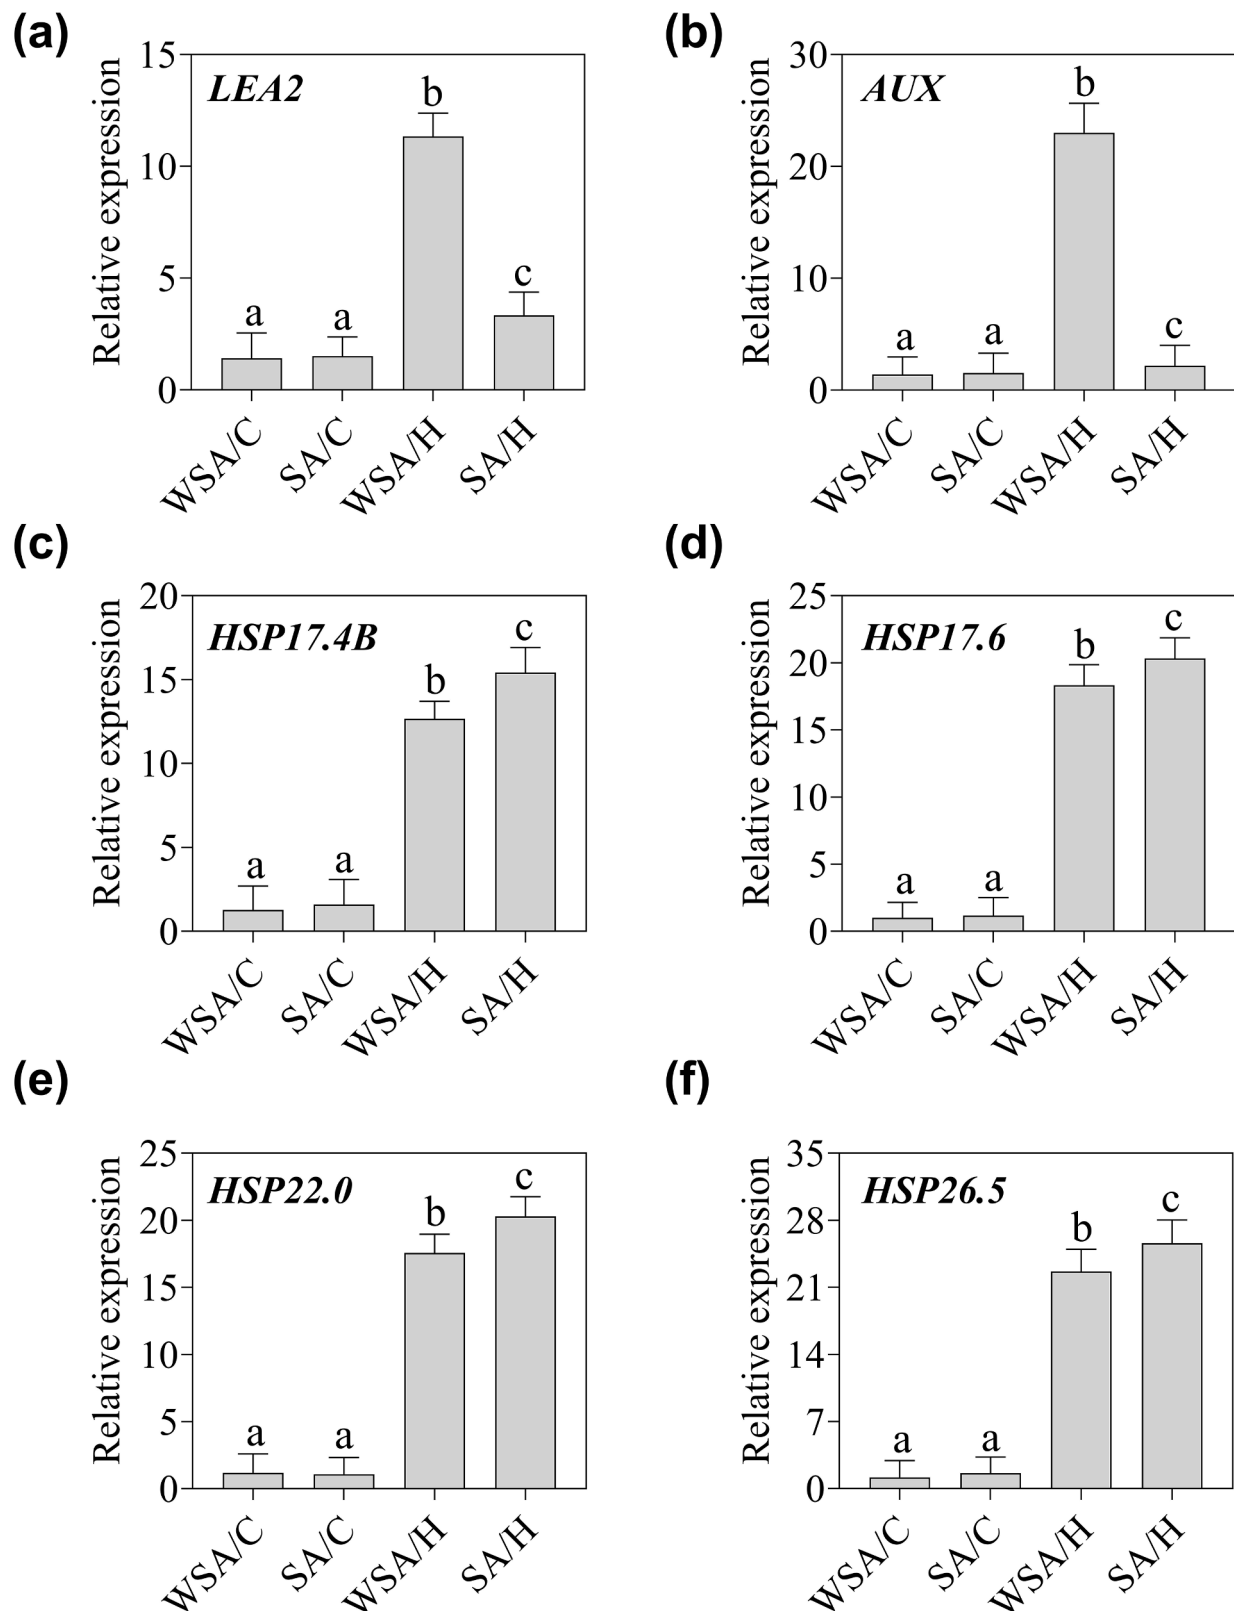 (a)
Relative expression
15
10
5
0
LEA2
a
a
b
c
WSA/C
SA/C
WSA/H
SA/H
(b)
Relative expression
30
20
10
0
AUX
a
a
b
c
WSA/C
SA/C
WSA/H
SA/H
(c)
Relative expression
20
15
10
5
0
HSP17.4B
a
a
b
c
WSA/C
SA/C
WSA/H
SA/H
(d)
Relative expression
25
20
15
10
5
0
HSP17.6
a
a
b
c
WSA/C
SA/C
WSA/H
SA/H
(e)
Relative expression
25
20
15
10
5
0
HSP22.0
a
a
b
c
WSA/C
SA/C
WSA/H
SA/H
(f)
Relative expression
35
28
21
14
7
0
HSP26.5
a
a
b
c
WSA/C
SA/C
WSA/H
SA/H